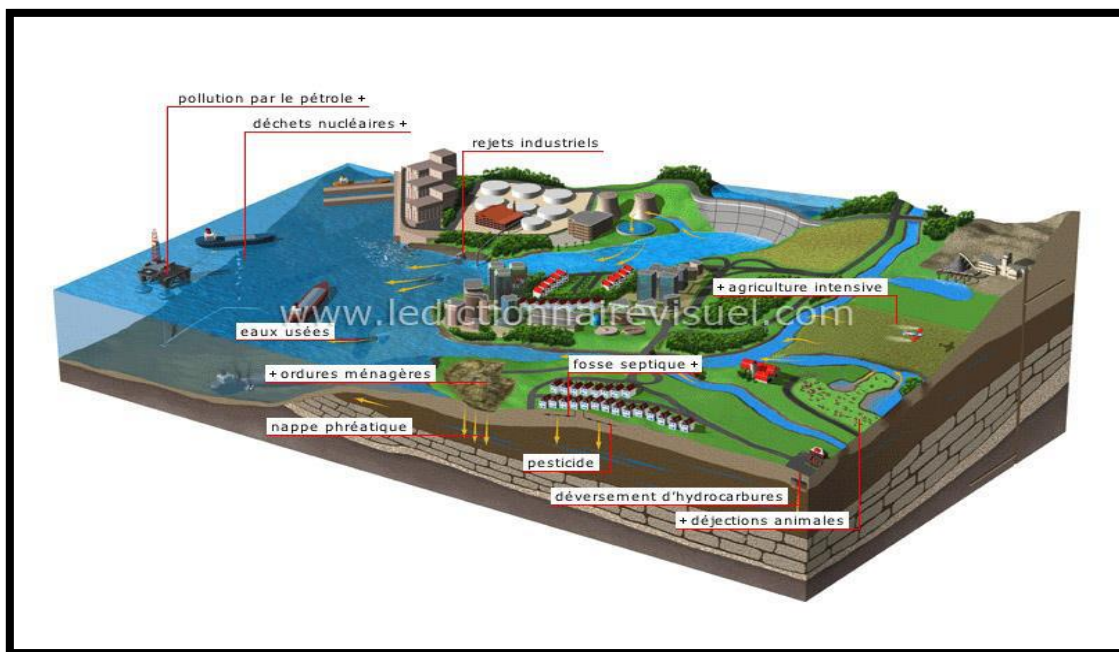 pollution par le pétrole +
déchets nucléaires +
rejets industriels
+ agriculture intensive
www.ledictionnairevisuel.com
eaux usées
fosse septique +
+ ordures ménagères
nappe phréatique
pesticide
déversement d'hydrocarbures
+ déjections animales